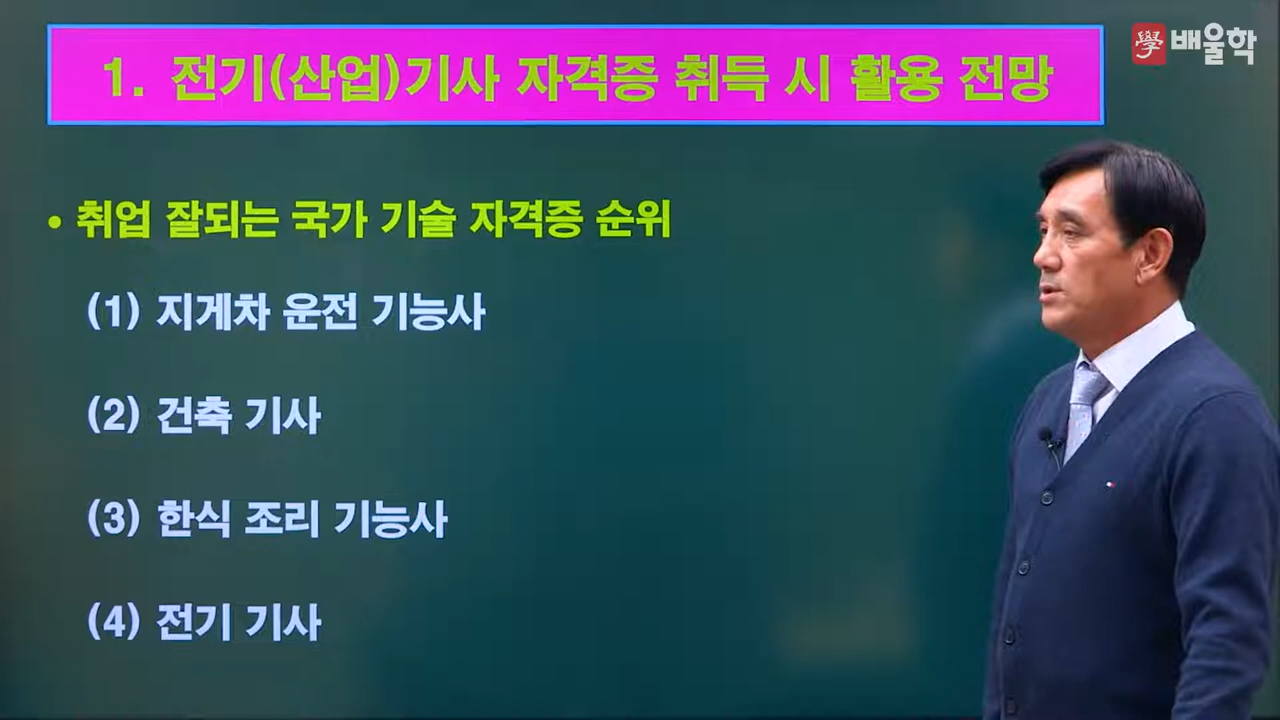 1. 전기(산업)기사 자격증 취득 시 활용 전망
學 배울학
• 취업 잘되는 국가 기술 자격증 순위
(1) 지게차 운전 기능사
(2) 건축 기사
(3) 한식 조리 기능사
(4) 전기 기사